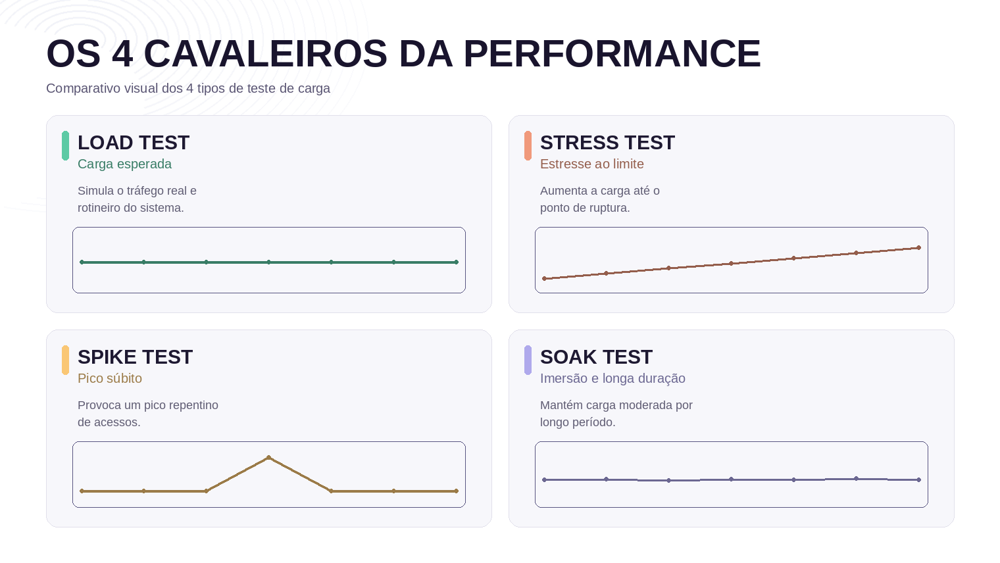 OS 4 CAVALEIROS DA PERFORMANCE
Comparativo visual dos 4 tipos de teste de carga
LOAD TEST
Carga esperada
Simula o tráfego real e
rotineiro do sistema.
STRESS TEST
Estresse ao limite
Aumenta a carga até o
ponto de ruptura.
SPIKE TEST
Pico súbito
Provoca um pico repentino
de acessos.
SOAK TEST
Imersão e longa duração
Mantém carga moderada por
longo período.